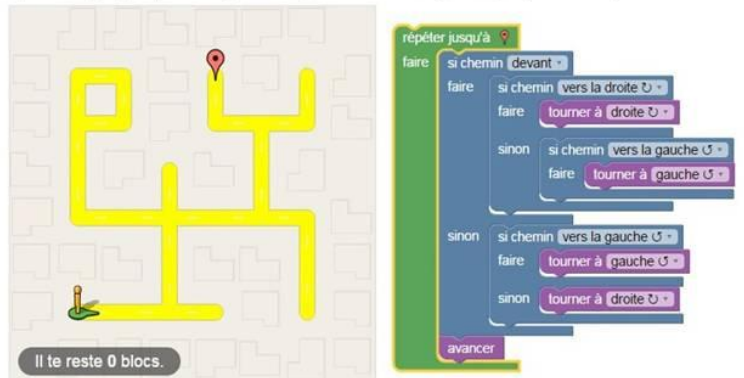 répéter jusqu'à
faire si chemin devant
faire si chemin vers la droite ↻
faire tourner à droite ↻
sinon si chemin vers la gauche ↺
faire tourner à gauche ↺
sinon si chemin vers la gauche ↺
faire tourner à gauche ↺
sinon tourner à droite ↻
avancer
Il te reste 0 blocs.